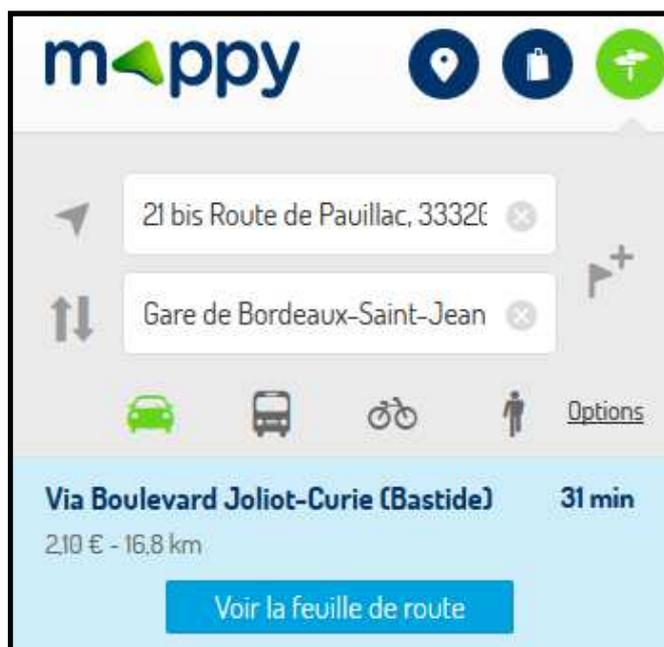 mappy
21 bis Route de Pauillac, 33320
Gare de Bordeaux-Saint-Jean
Options
Via Boulevard Joliot-Curie (Bastide) 31 min
2,10 € - 16,8 km
Voir la feuille de route